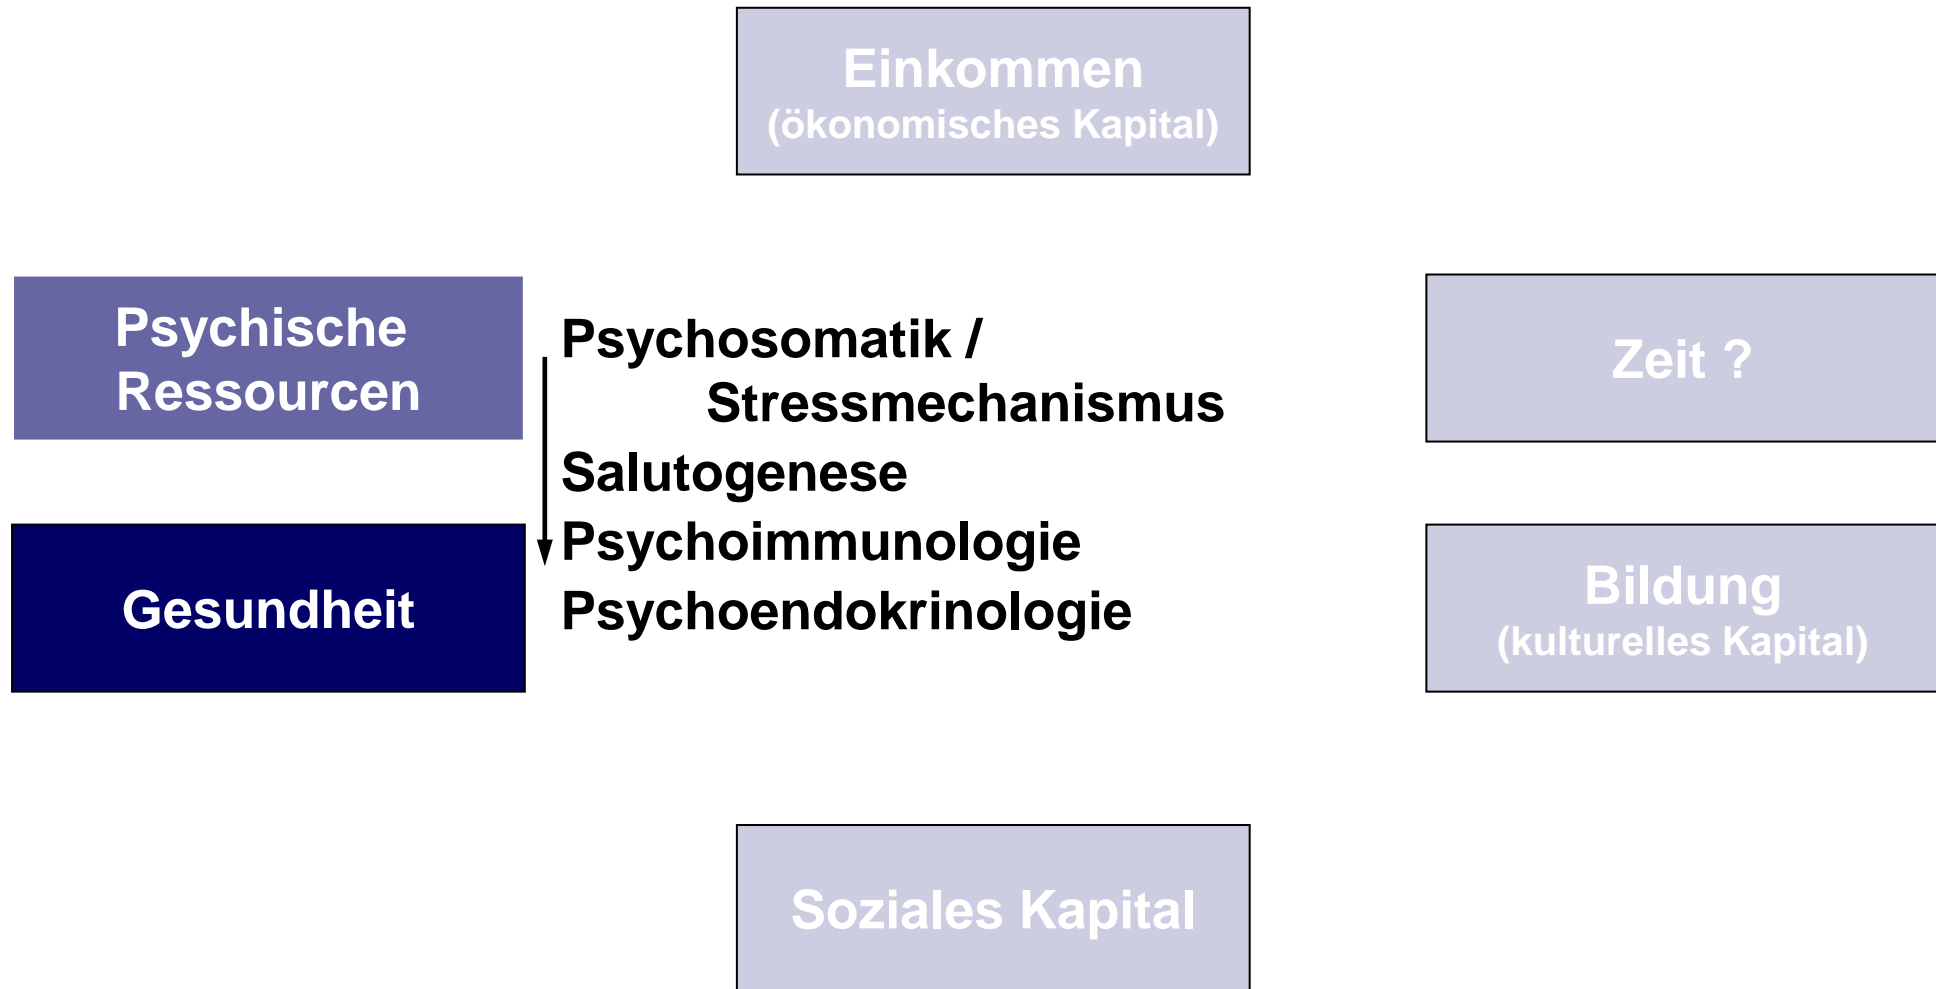 Einkommen
(ökonomisches Kapital)
Psychische
Ressourcen
Psychosomatik /
Stressmechanismus
Salutogenese
Psychoimmunologie
Psychoendokrinologie
Zeit ?
Gesundheit
Bildung
(kulturelles Kapital)
Soziales Kapital